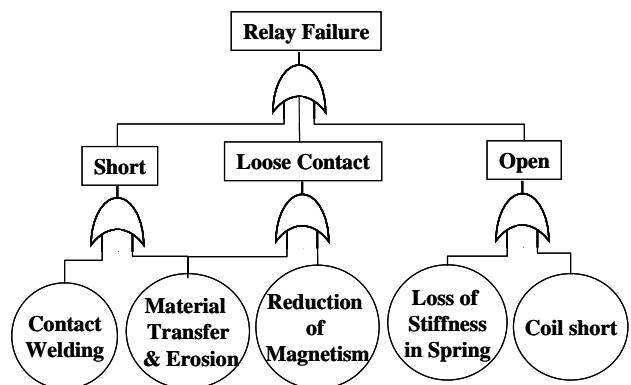 Relay Failure
Short
Loose Contact
Open
Contact
Welding
Material
Transfer
& Erosion
Reduction
of
Magnetism
Loss of
Stiffness
in Spring
Coil short